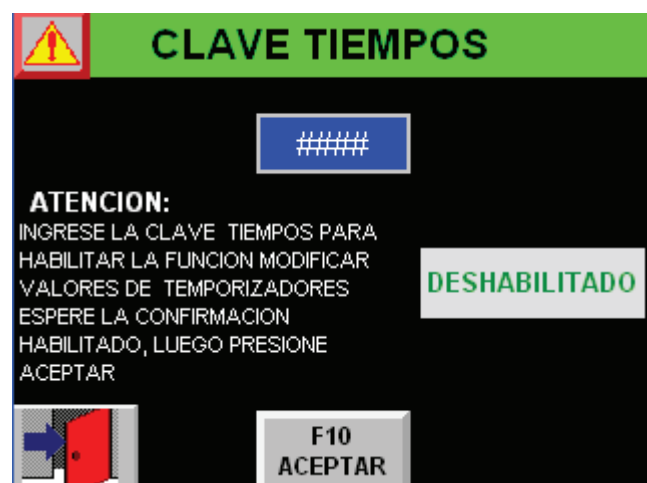 CLAVE TIEMPOS
####
ATENCION:
INGRESE LA CLAVE TIEMPOS PARA
HABILITAR LA FUNCION MODIFICAR
VALORES DE TEMPORIZADORES
ESPERE LA CONFIRMACION
HABILITADO, LUEGO PRESIONE
ACEPTAR
DESHABILITADO
F10
ACEPTAR